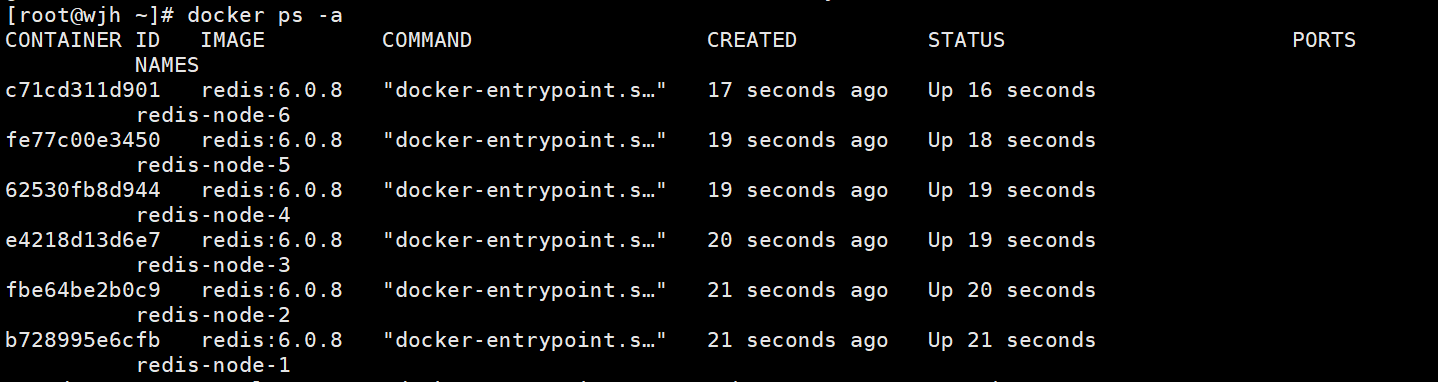 [root@wjh ~]# docker ps -a
CONTAINER ID   IMAGE         COMMAND                  CREATED          STATUS                      PORTS
          NAMES
c71cd311d901   redis:6.0.8   "docker-entrypoint.s…"   17 seconds ago   Up 16 seconds
          redis-node-6
fe77c00e3450   redis:6.0.8   "docker-entrypoint.s…"   19 seconds ago   Up 18 seconds
          redis-node-5
62530fb8d944   redis:6.0.8   "docker-entrypoint.s…"   19 seconds ago   Up 19 seconds
          redis-node-4
e4218d13d6e7   redis:6.0.8   "docker-entrypoint.s…"   20 seconds ago   Up 19 seconds
          redis-node-3
fbe64be2b0c9   redis:6.0.8   "docker-entrypoint.s…"   21 seconds ago   Up 20 seconds
          redis-node-2
b728995e6cfb   redis:6.0.8   "docker-entrypoint.s…"   21 seconds ago   Up 21 seconds
          redis-node-1